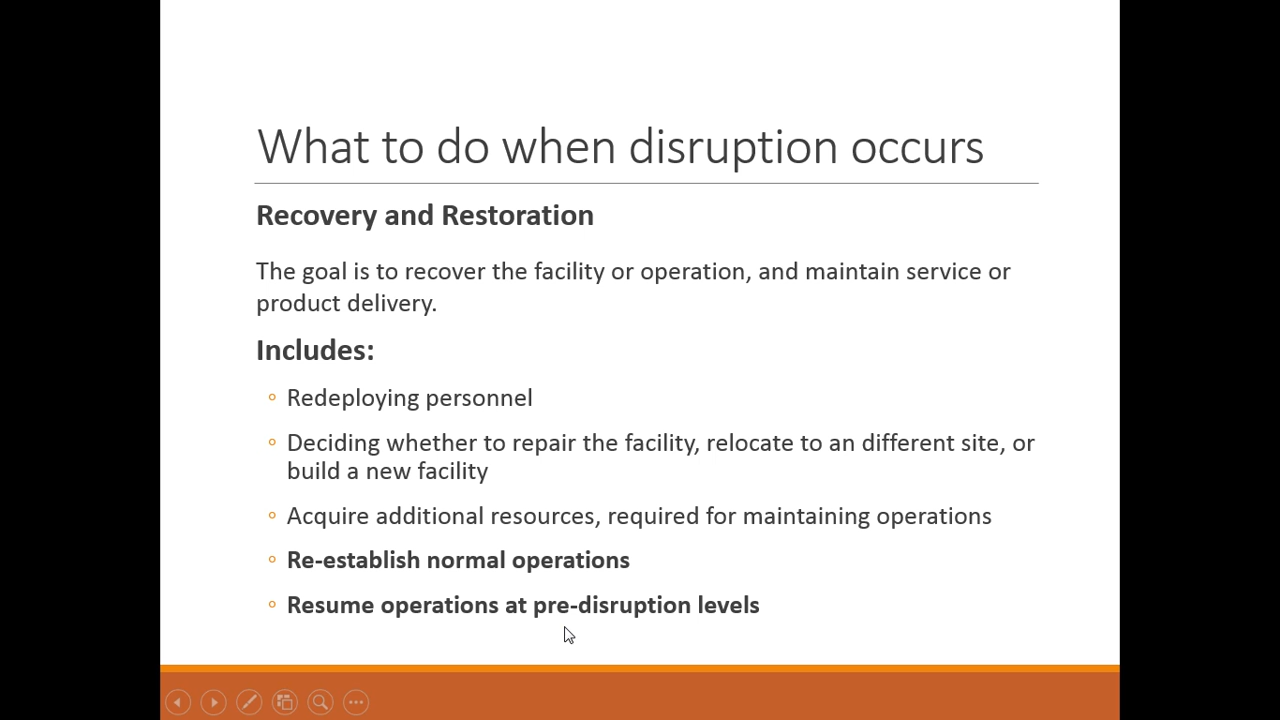 What to do when disruption occurs
Recovery and Restoration
The goal is to recover the facility or operation, and maintain service or
product delivery.
Includes:
Redeploying personnel
Deciding whether to repair the facility, relocate to an different site, or
build a new facility
Acquire additional resources, required for maintaining operations
Re-establish normal operations
Resume operations at pre-disruption levels